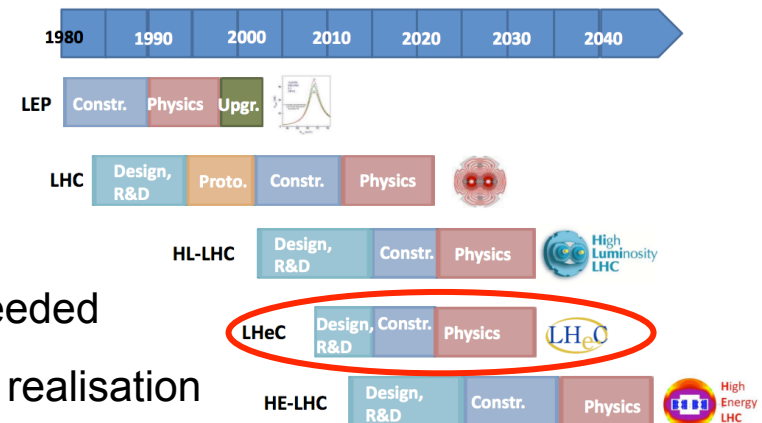 1980 1990 2000 2010 2020 2030 2040
LEP Constr. Physics Upgr.
LHC Design, R&D Proto. Constr. Physics
HL-LHC Design, R&D Constr. Physics High Luminosity LHC
eeded
LHeC Design, R&D Constr. Physics LHeC
realisation
HE-LHC Design, R&D Constr. Physics High Energy LHC